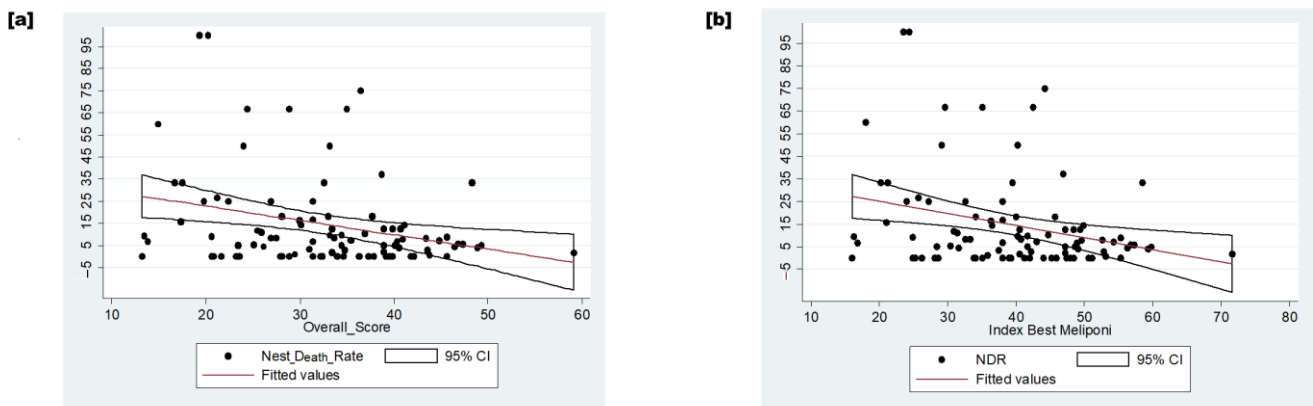 [a]
95
85
75
65
55
45
35
25
15
5
−5
10 20 30 40 50 60
Overall_Score
Nest_Death_Rate 95% CI
Fitted values
[b]
95
85
75
65
55
45
35
25
15
5
−5
10 20 30 40 50 60 70 80
Index Best Meliponi
NDR 95% CI
Fitted values